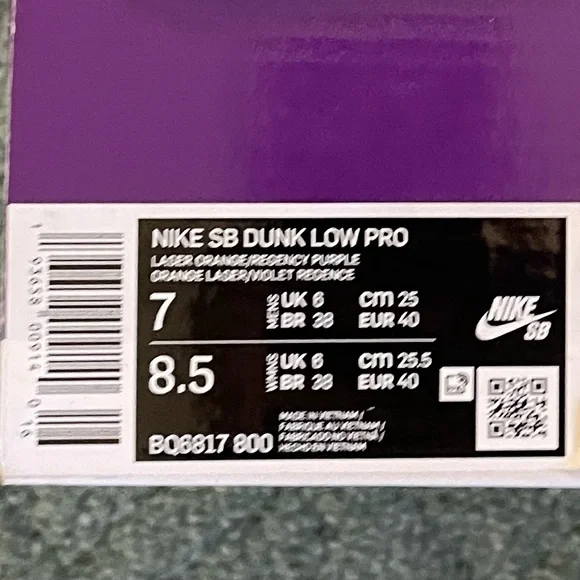 NIKE SB DUNK LOW PRO
LASER ORANGE/REGENCY PURPLE
ORANGE LASER/VIOLET REGENCE
7 MENS UK 6 CM 25
BR 38 EUR 40
8.5 WMNS UK 6 CM 25.5
BR 38 EUR 40
NIKE
SB
BQ6817 800
MADE IN VIETNAM /
FABRIQUE AU VIETNAM /
FABRICADO NO VIETNÃ /
HECHO EN VIETNAM